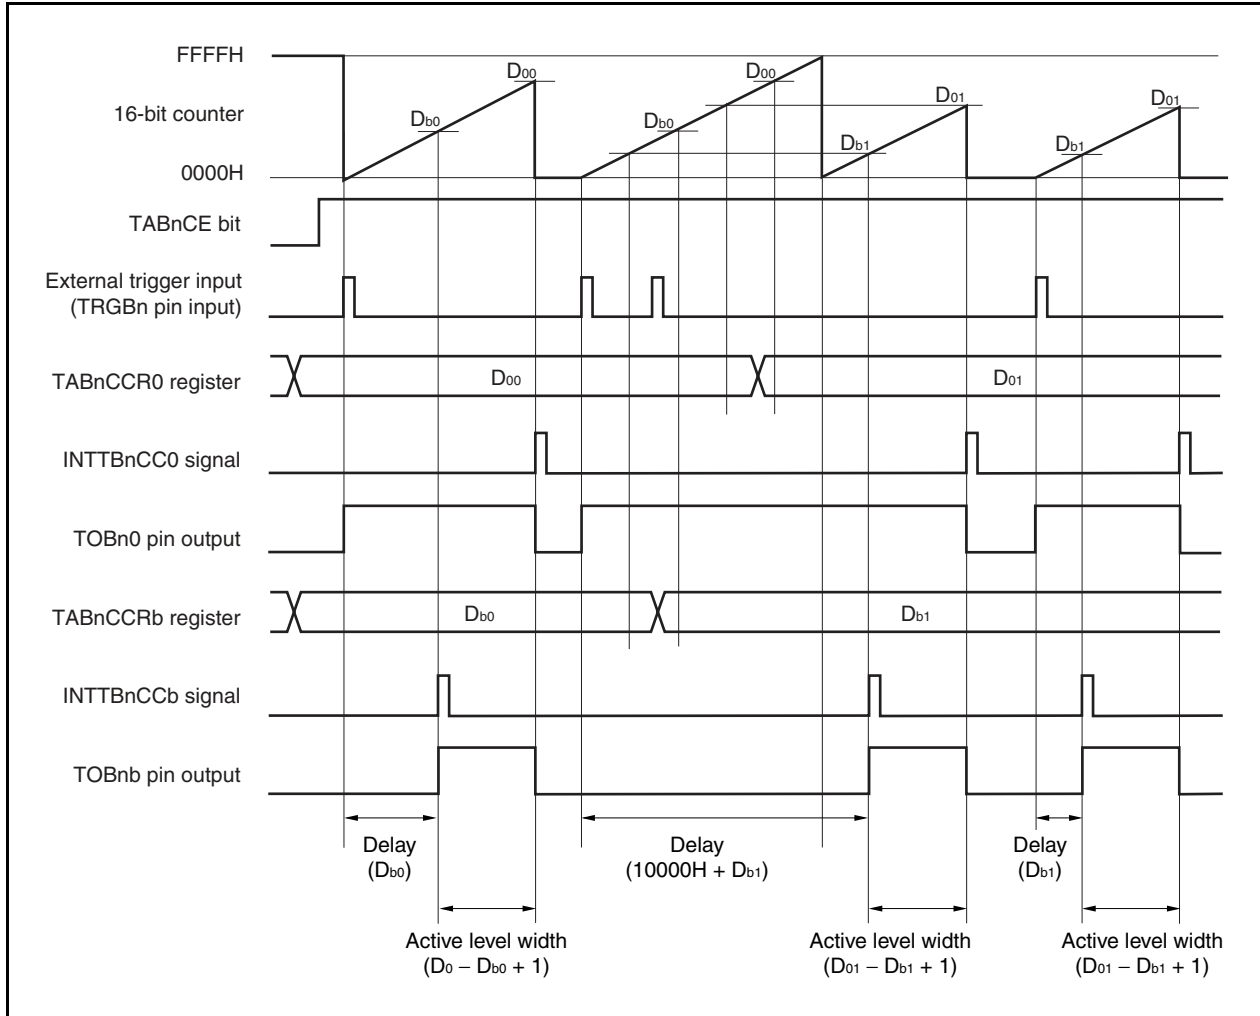 FFFFH
D00
D00
16-bit counter
Db0
Db0
D01
D01
Db1
Db1
0000H
TABnCE bit
External trigger input
(TRGBn pin input)
TABnCCR0 register
D00
D01
INTTBnCC0 signal
TOBn0 pin output
TABnCCRb register
Db0
Db1
INTTBnCCb signal
TOBnb pin output
Delay
(Db0)
Delay
(10000H + Db1)
Delay
(Db1)
Active level width
(D0 − Db0 + 1)
Active level width
(D01 − Db1 + 1)
Active level width
(D01 − Db1 + 1)